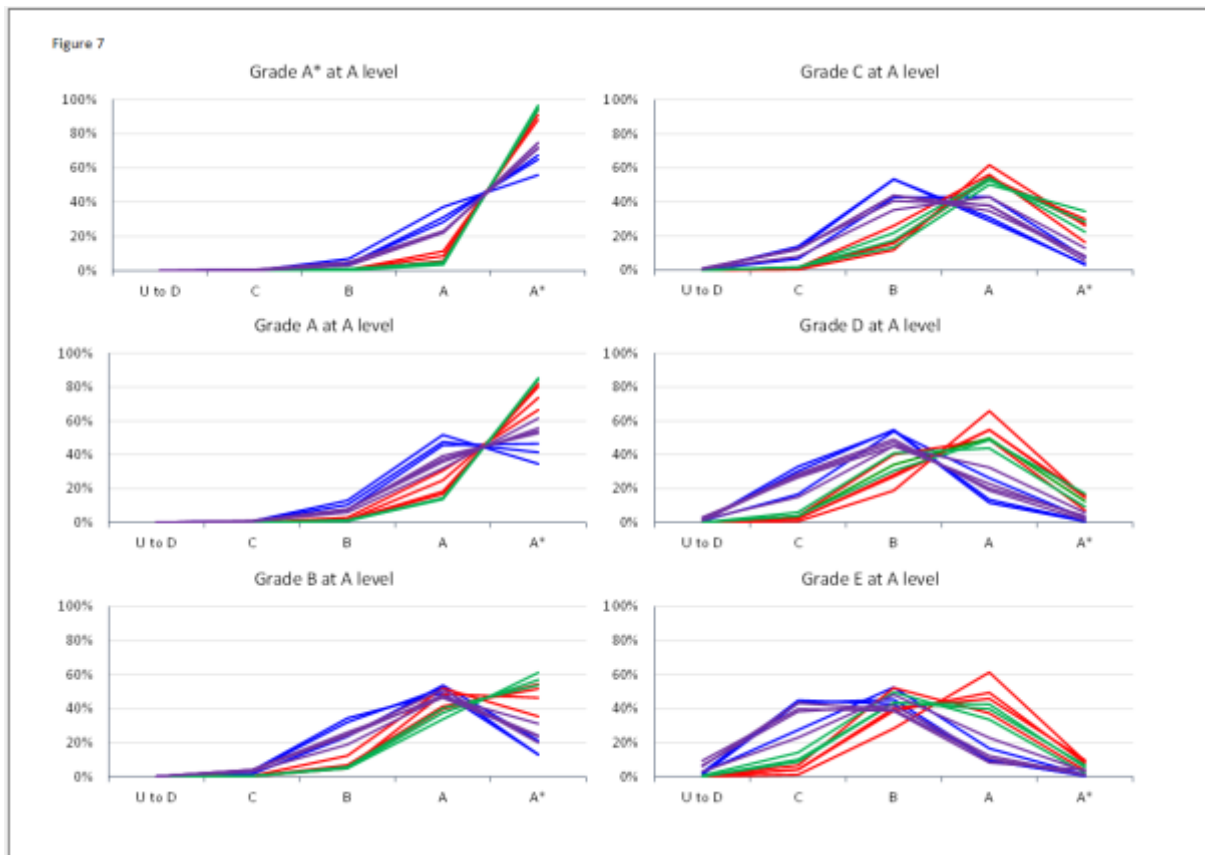 Figure 7
Grade A* at A level
100%
80%
60%
40%
20%
0%
U to D C B A A*
Grade C at A level
100%
80%
60%
40%
20%
0%
U to D C B A A*
Grade A at A level
100%
80%
60%
40%
20%
0%
U to D C B A A*
Grade D at A level
100%
80%
60%
40%
20%
0%
U to D C B A A*
Grade B at A level
100%
80%
60%
40%
20%
0%
U to D C B A A*
Grade E at A level
100%
80%
60%
40%
20%
0%
U to D C B A A*